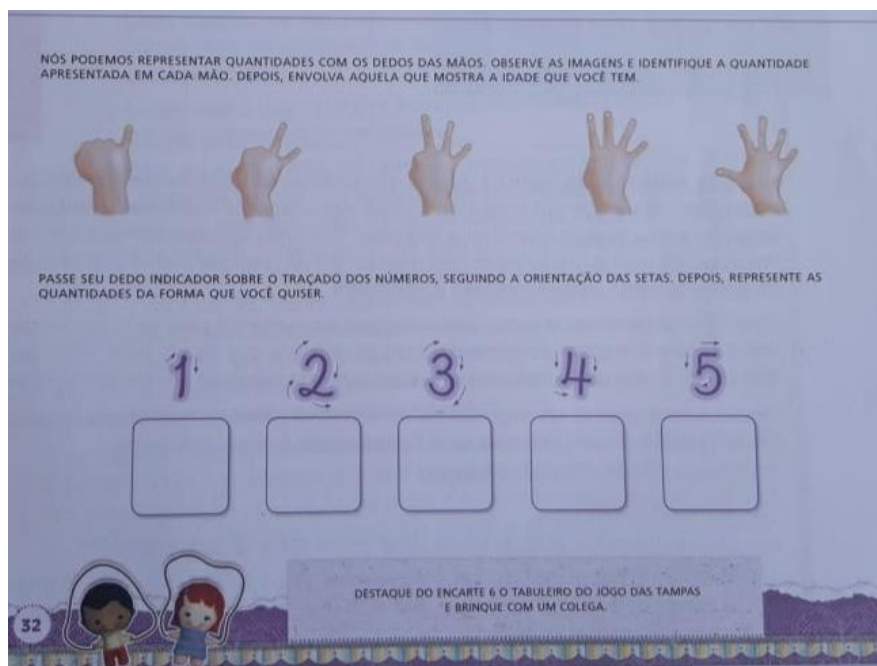 NÓS PODEMOS REPRESENTAR QUANTIDADES COM OS DEDOS DAS MÃOS. OBSERVE AS IMAGENS E IDENTIFIQUE A QUANTIDADE
APRESENTADA EM CADA MÃO. DEPOIS, ENVOLVA AQUELA QUE MOSTRA A IDADE QUE VOCÊ TEM.
PASSE SEU DEDO INDICADOR SOBRE O TRAÇADO DOS NÚMEROS, SEGUINDO A ORIENTAÇÃO DAS SETAS. DEPOIS, REPRESENTE AS
QUANTIDADES DA FORMA QUE VOCÊ QUISER.
1 2 3 4 5
DESTAQUE DO ENCARTE 6 O TABULEIRO DO JOGO DAS TAMPAS
E BRINQUE COM UM COLEGA.
32